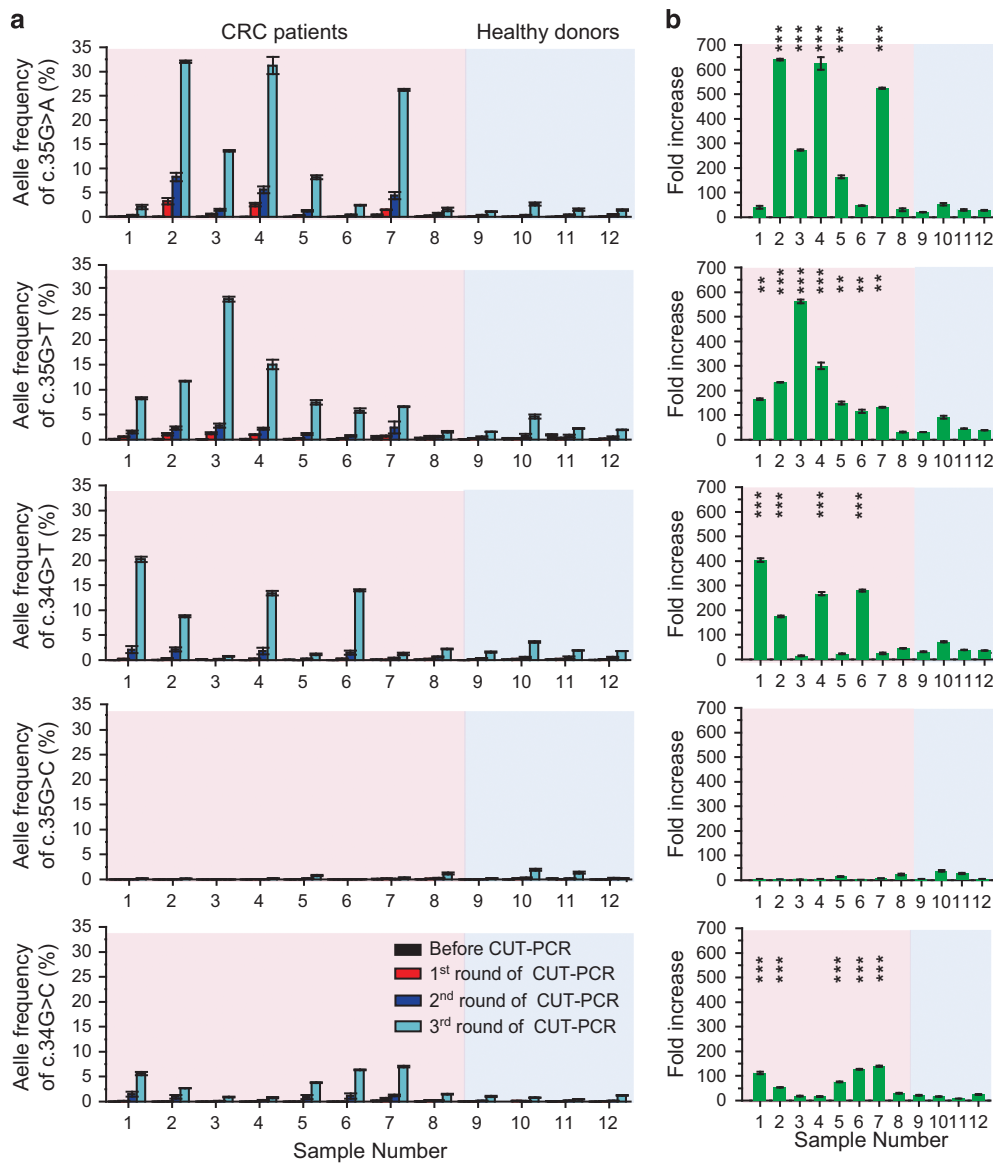 a
b
CRC patients
Healthy donors
Aelle frequency
of c.35G>A (%)
35
30
25
20
15
10
5
0
1 2 3 4 5 6 7 8 9 10 11 12
Fold increase
700
600
500
400
300
200
100
0
*** *** *** *** ***
1 2 3 4 5 6 7 8 9 10 11 12
Aelle frequency
of c.35G>T (%)
35
30
25
20
15
10
5
0
1 2 3 4 5 6 7 8 9 10 11 12
Fold increase
700
600
500
400
300
200
100
0
** *** *** *** ** ** **
1 2 3 4 5 6 7 8 9 10 11 12
Aelle frequency
of c.34G>T (%)
35
30
25
20
15
10
5
0
1 2 3 4 5 6 7 8 9 10 11 12
Fold increase
700
600
500
400
300
200
100
0
*** *** *** ***
1 2 3 4 5 6 7 8 9 10 11 12
Aelle frequency
of c.35G>C (%)
35
30
25
20
15
10
5
0
1 2 3 4 5 6 7 8 9 10 11 12
Fold increase
700
600
500
400
300
200
100
0
1 2 3 4 5 6 7 8 9 10 11 12
Aelle frequency
of c.34G>C (%)
35
30
25
20
15
10
5
0
Before CUT-PCR
1st round of CUT-PCR
2nd round of CUT-PCR
3rd round of CUT-PCR
1 2 3 4 5 6 7 8 9 10 11 12
Sample Number
Fold increase
700
600
500
400
300
200
100
0
*** *** *** *** ***
1 2 3 4 5 6 7 8 9 10 11 12
Sample Number